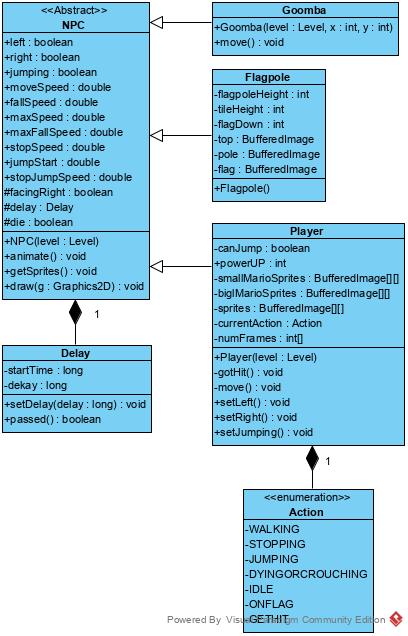 <<Abstract>>
NPC
+left : boolean
+right : boolean
+jumping : boolean
+moveSpeed : double
+fallSpeed : double
+maxSpeed : double
+maxFallSpeed : double
+stopSpeed : double
+jumpStart : double
+stopJumpSpeed : double
#facingRight : boolean
#delay : Delay
#die : boolean
+NPC(level : Level)
+animate() : void
+getSprites() : void
+draw(g : Graphics2D) : void
1
Delay
-startTime : long
-dekay : long
+setDelay(delay : long) : void
+passed() : boolean
Goomba
+Goomba(level : Level, x : int, y : int)
+move() : void
Flagpole
-flagpoleHeight : int
-tileHeight : int
-flagDown : int
-top : BufferedImage
-pole : BufferedImage
-flag : BufferedImage
+Flagpole()
Player
-canJump : boolean
+powerUP : int
-smallMarioSprites : BufferedImage[][]
-biglMarioSprites : BufferedImage[][]
-sprites : BufferedImage[][]
-currentAction : Action
-numFrames : int[]
+Player(level : Level)
-gotHit() : void
-move() : void
+setLeft() : void
+setRight() : void
+setJumping() : void
1
<<enumeration>>
Action
-WALKING
-STOPPING
-JUMPING
-DYINGORCROUCHING
-IDLE
-ONFLAG
-GETHIT
Powered By Visual Paradigm Community Edition